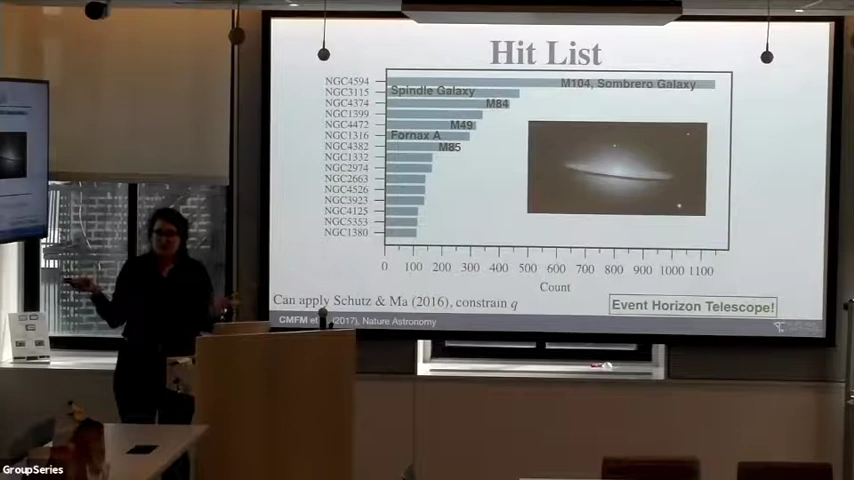 Hit List
NGC4594
M104, Sombrero Galaxy
NGC3115
Spindle Galaxy
NGC4374
M84
NGC1399
NGC4472
M49
NGC1316
Fornax A
NGC4382
M85
NGC1332
NGC2974
NGC2663
NGC4526
NGC3923
NGC4125
NGC5353
NGC1380
0 100 200 300 400 500 600 700 800 900 1000 1100
Count
Can apply Schutz & Ma (2016), constrain q
Event Horizon Telescope!
CMFM et 2017), Nature Astronomy
GroupSeries